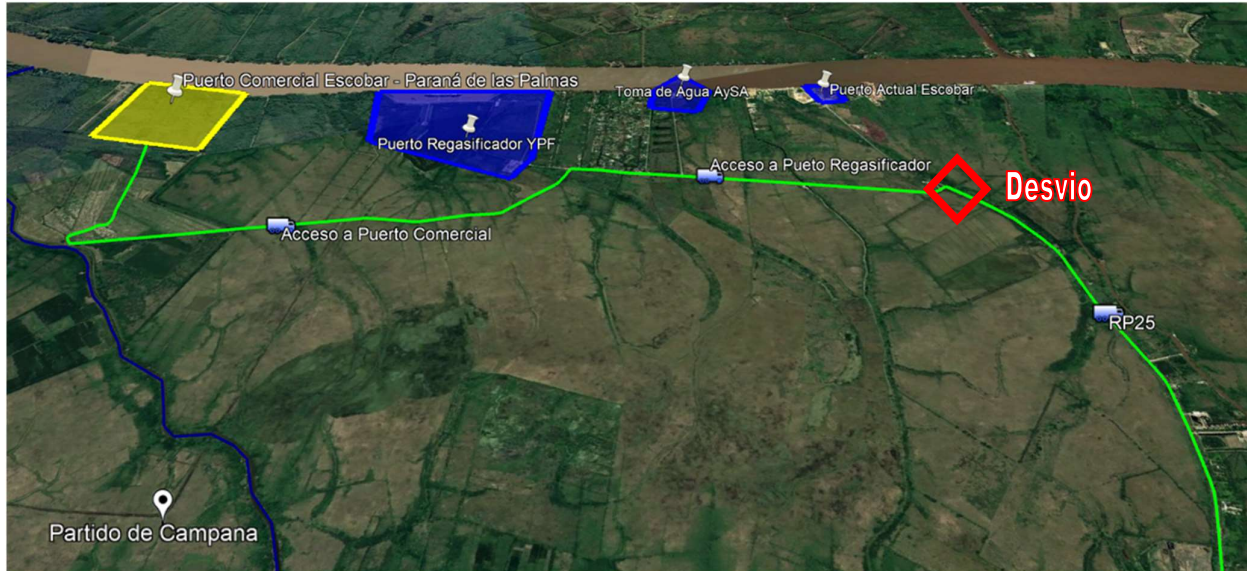 Puerto Comercial Escobar - Paraná de las Palmas
Toma de Agua AySA
Puerto Actual Escobar
Puerto Regasificador YPF
Acceso a Pueto Regasificador
Desvio
Acceso a Puerto Comercial
RP25
Partido de Campana